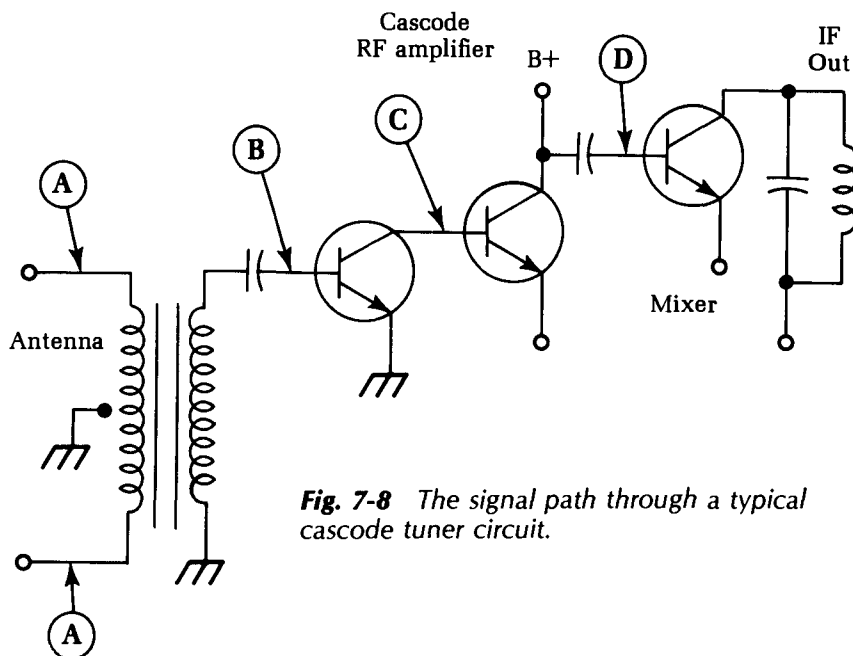 Cascode
RF amplifier
B+
D
IF
Out
C
B
A
Mixer
Antenna
Fig. 7-8 The signal path through a typical
cascode tuner circuit.
A